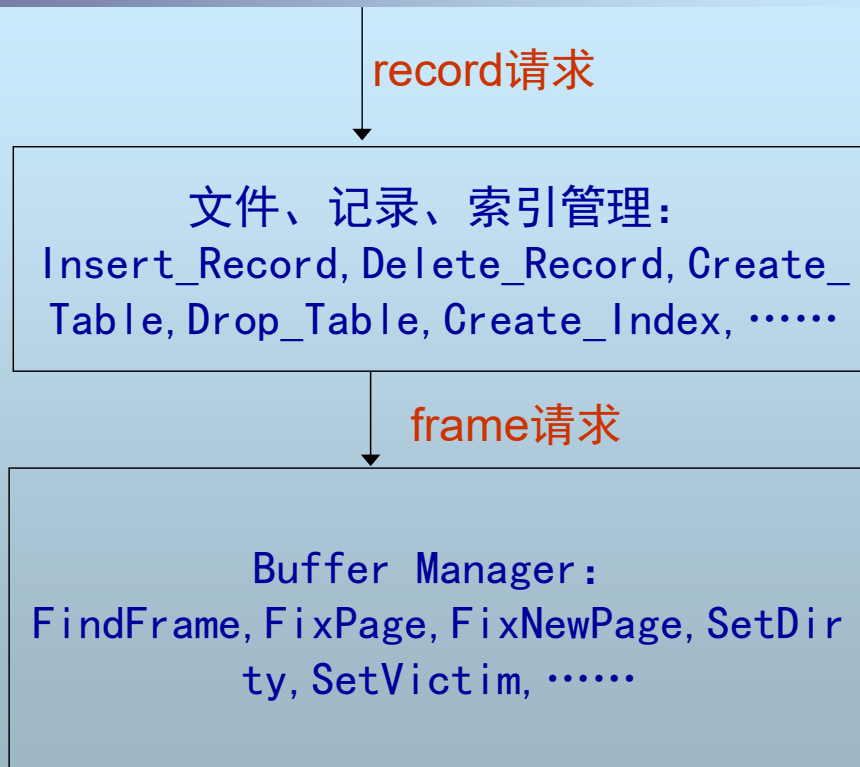 record请求
文件、记录、索引管理：
Insert_Record,Delete_Record,Create_
Table,Drop_Table,Create_Index,……
frame请求
Buffer Manager：
FindFrame,FixPage,FixNewPage,SetDir
ty,SetVictim,……